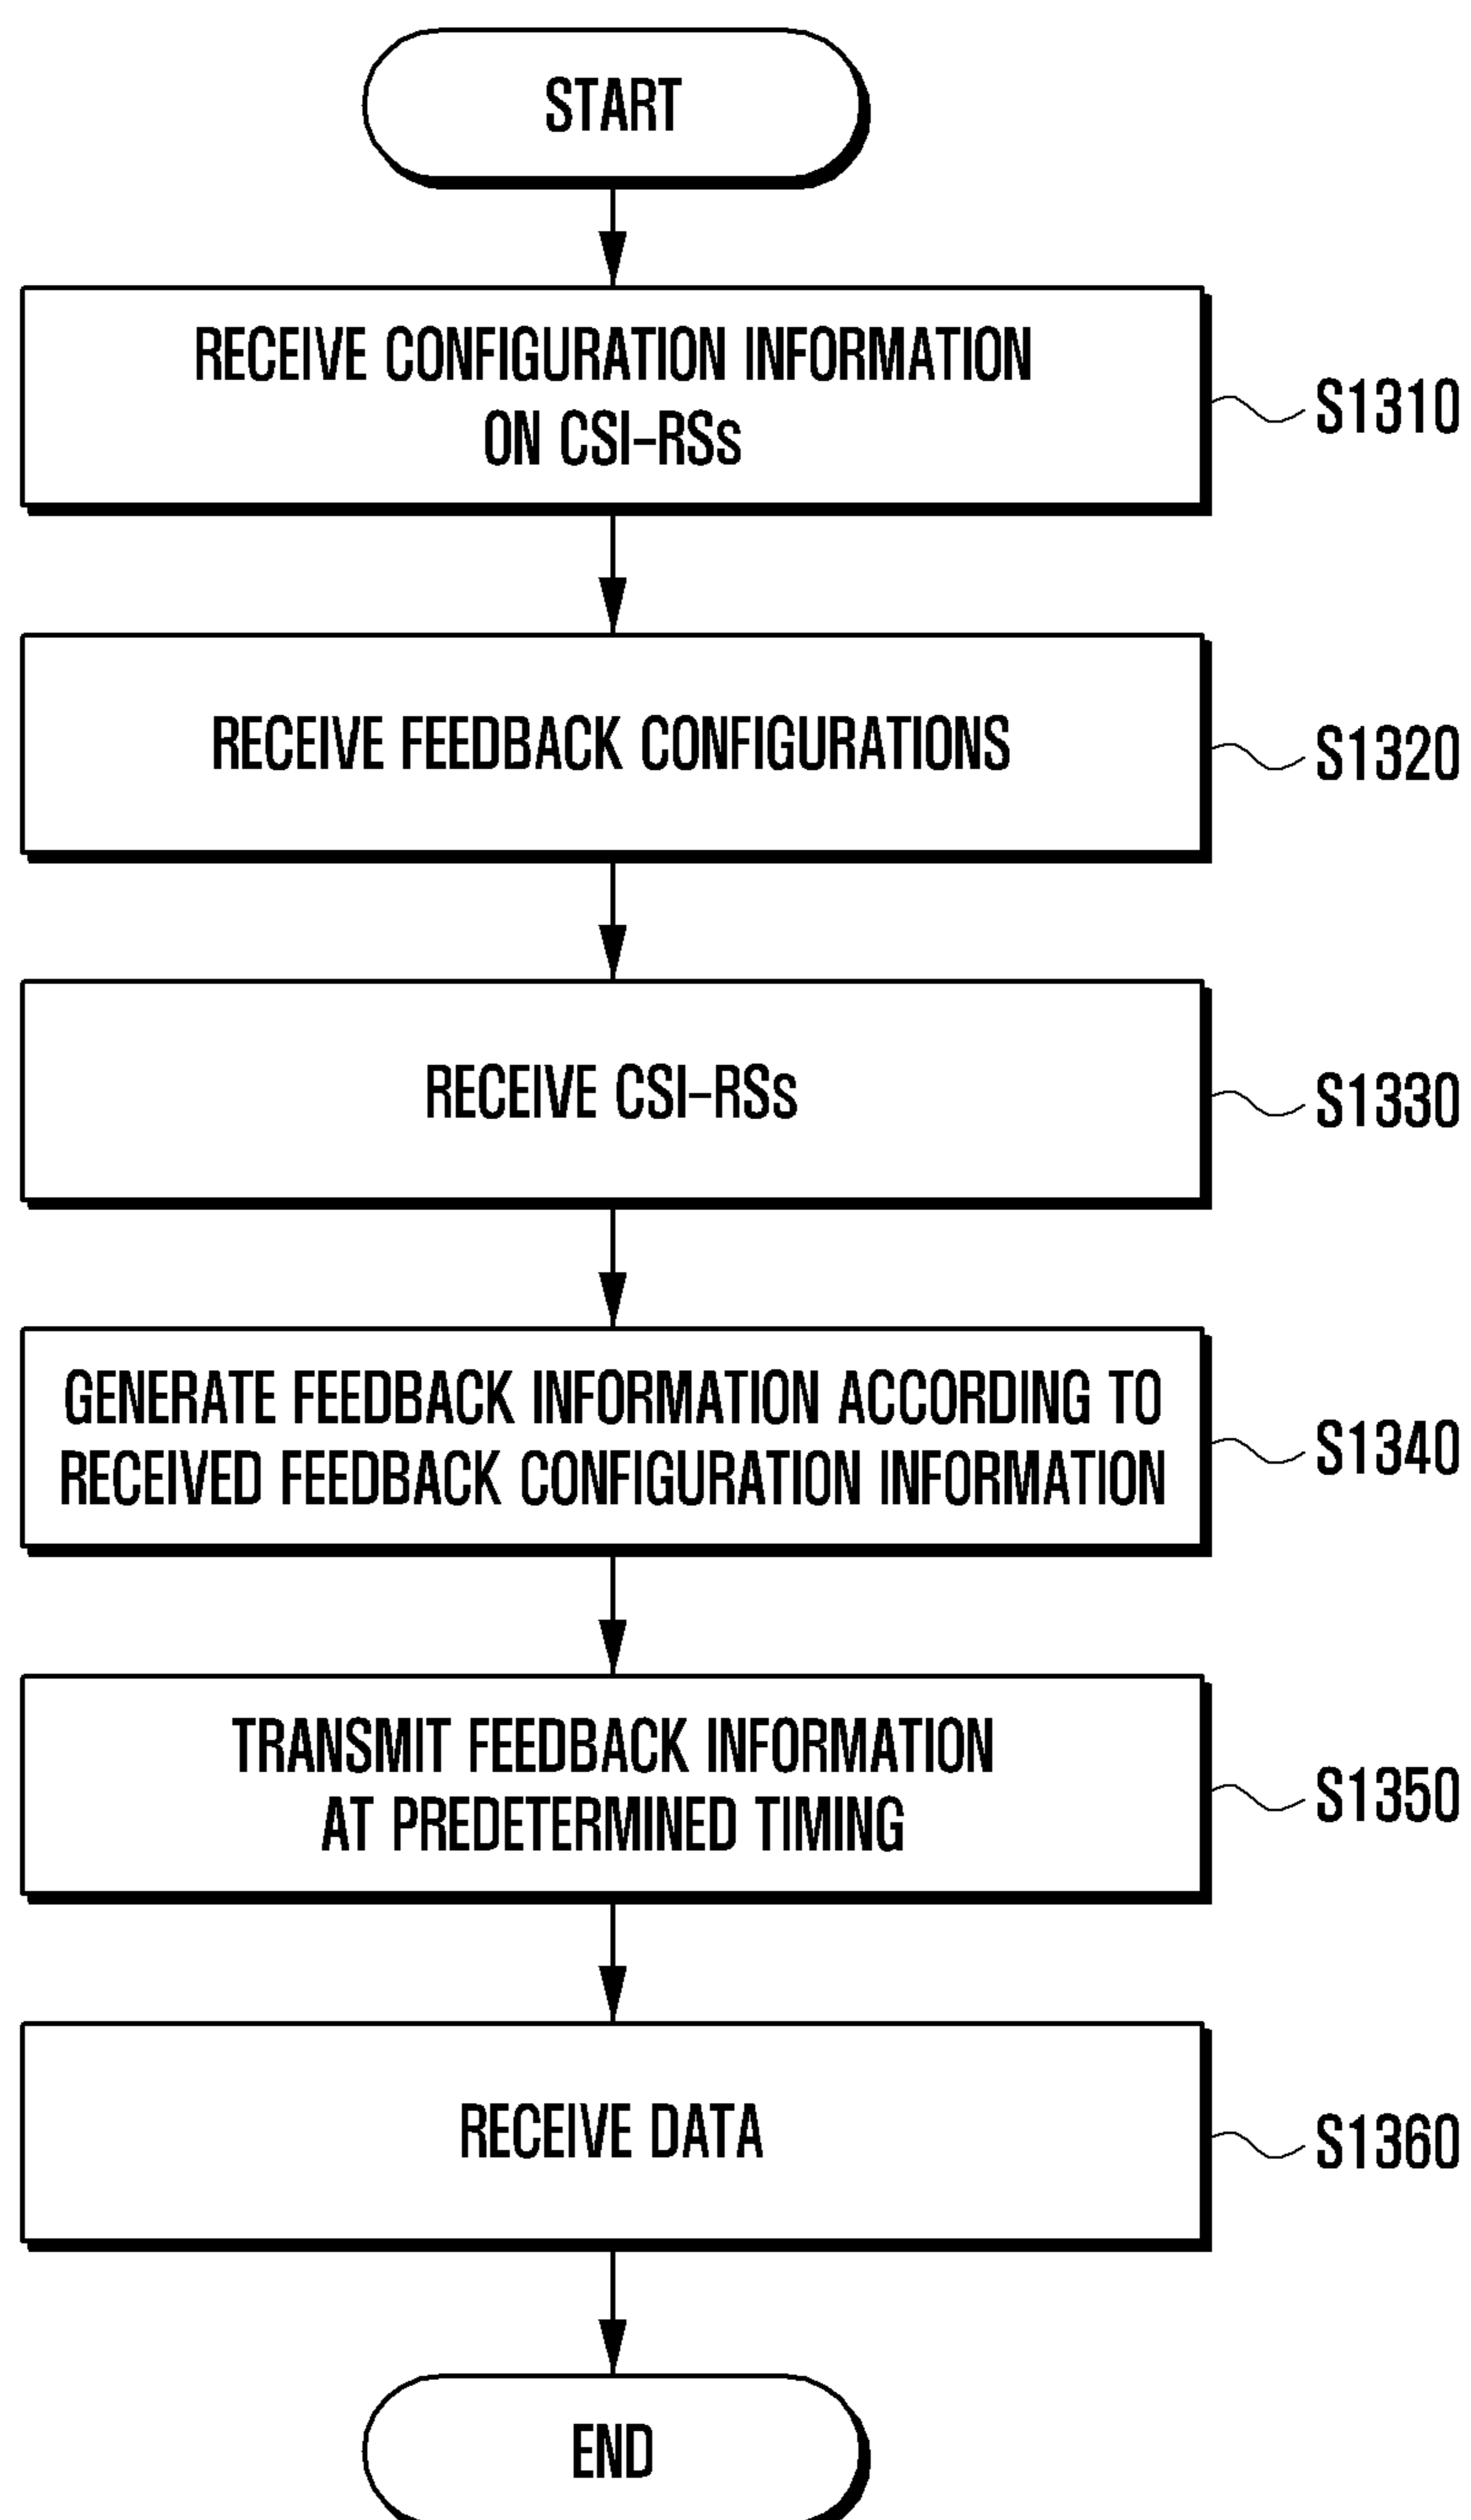 START
RECEIVE CONFIGURATION INFORMATION
ON CSI-RSs
S1310
RECEIVE FEEDBACK CONFIGURATIONS
S1320
RECEIVE CSI-RSs
S1330
GENERATE FEEDBACK INFORMATION ACCORDING TO
RECEIVED FEEDBACK CONFIGURATION INFORMATION
S1340
TRANSMIT FEEDBACK INFORMATION
AT PREDETERMINED TIMING
S1350
RECEIVE DATA
S1360
END